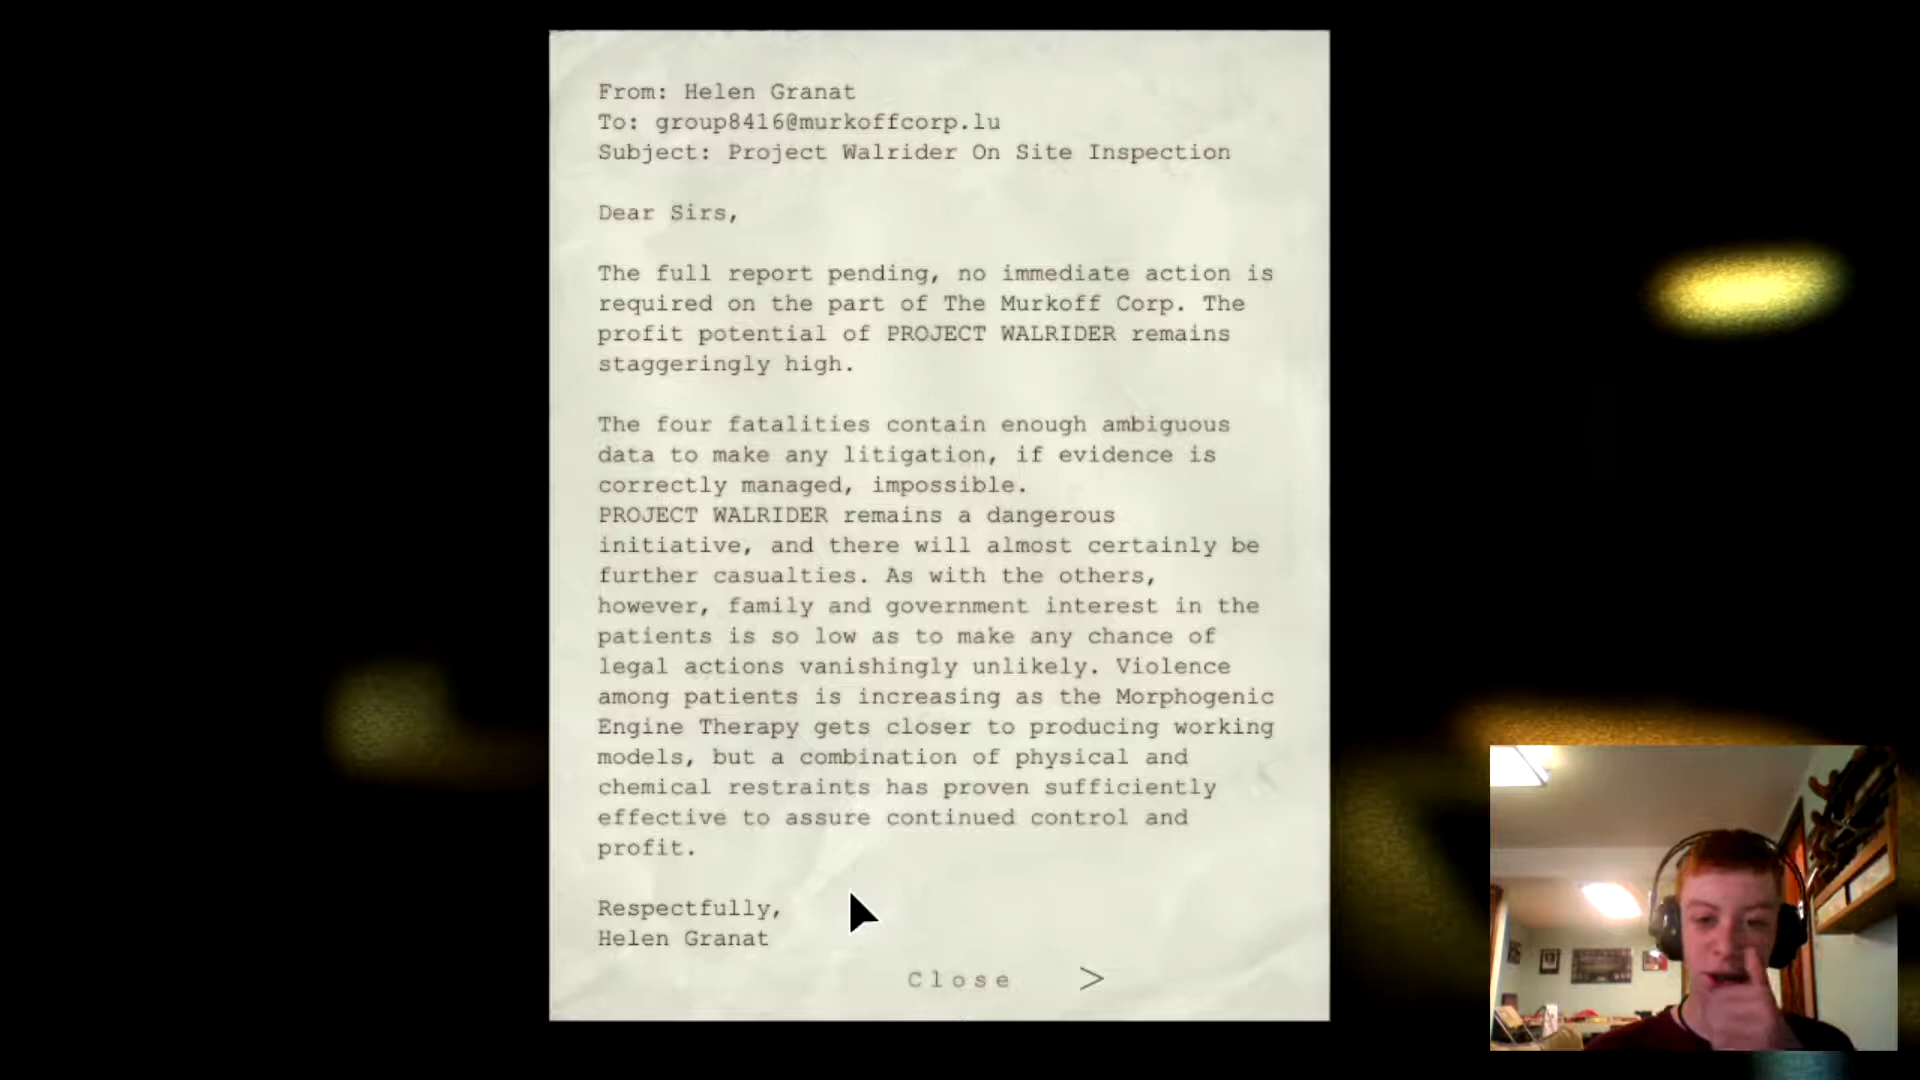 From: Helen Granat
To: group8416@murkoffcorp.lu
Subject: Project Walrider On Site Inspection
Dear Sirs,
The full report pending, no immediate action is
required on the part of The Murkoff Corp. The
profit potential of PROJECT WALRIDER remains
staggeringly high.
The four fatalities contain enough ambiguous
data to make any litigation, if evidence is
correctly managed, impossible.
PROJECT WALRIDER remains a dangerous
initiative, and there will almost certainly be
further casualties. As with the others,
however, family and government interest in the
patients is so low as to make any chance of
legal actions vanishingly unlikely. Violence
among patients is increasing as the Morphogenic
Engine Therapy gets closer to producing working
models, but a combination of physical and
chemical restraints has proven sufficiently
effective to assure continued control and
profit.
Respectfully,
Helen Granat
Close >